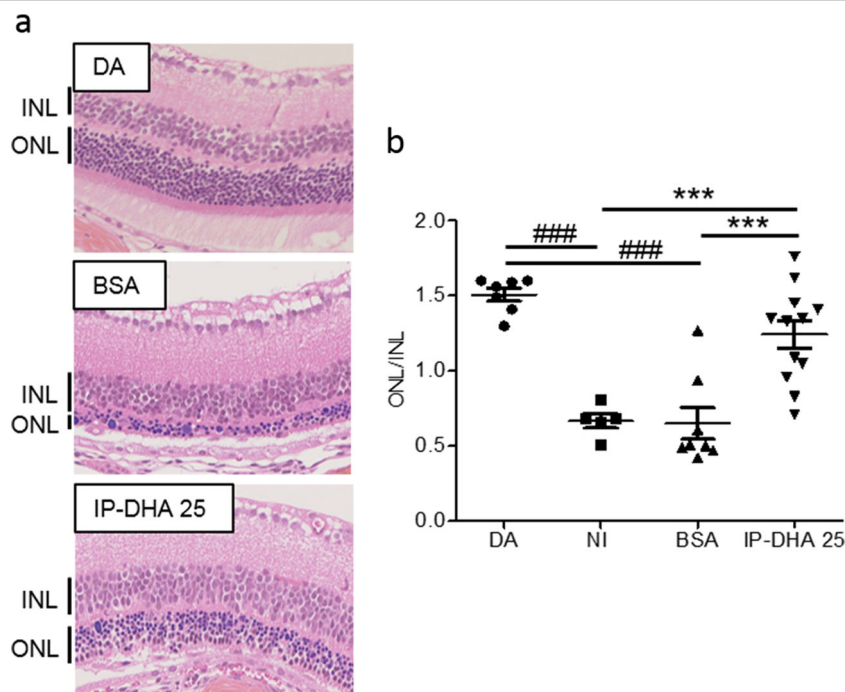 a
DA
INL
ONL
BSA
INL
ONL
IP-DHA 25
INL
ONL
b
***
***
###
###
2.0
1.5
1.0
0.5
0.0
ONL/INL
DA NI BSA IP-DHA 25